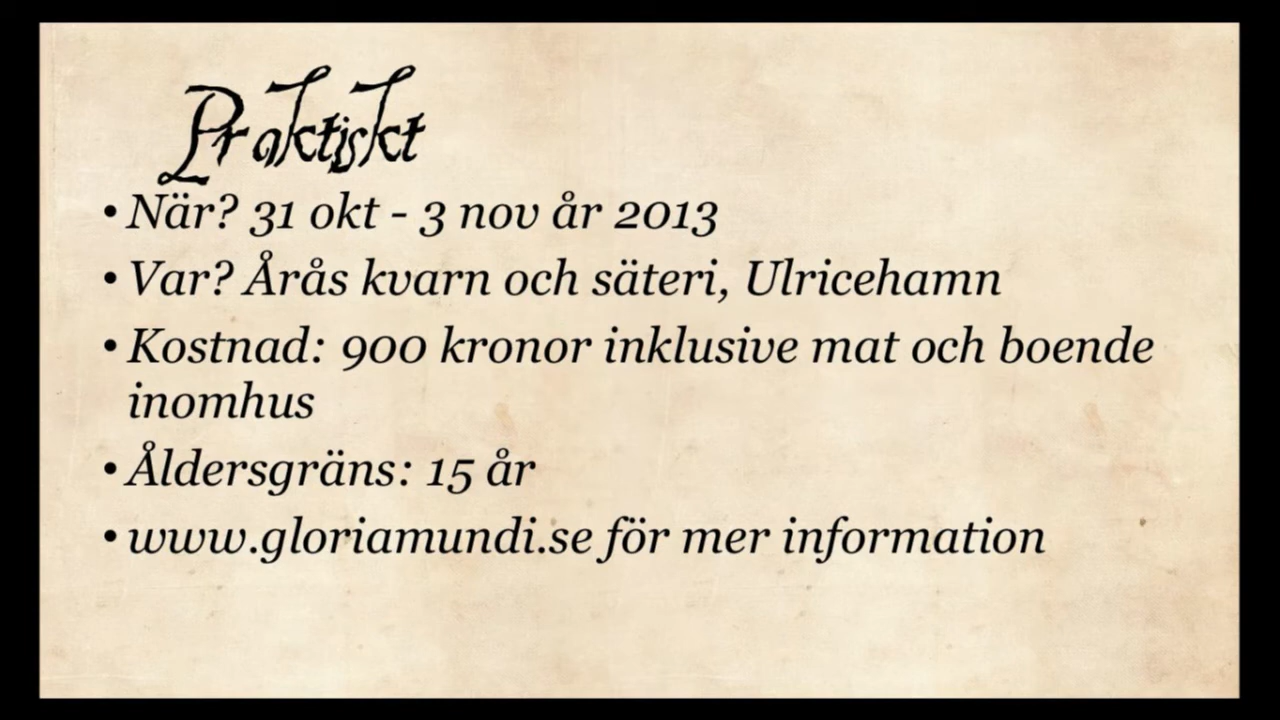 Praktiskt
• När? 31 okt - 3 nov år 2013
• Var? Årås kvarn och säteri, Ulricehamn
• Kostnad: 900 kronor inklusive mat och boende
inomhus
• Åldersgräns: 15 år
• www.gloriamundi.se för mer information